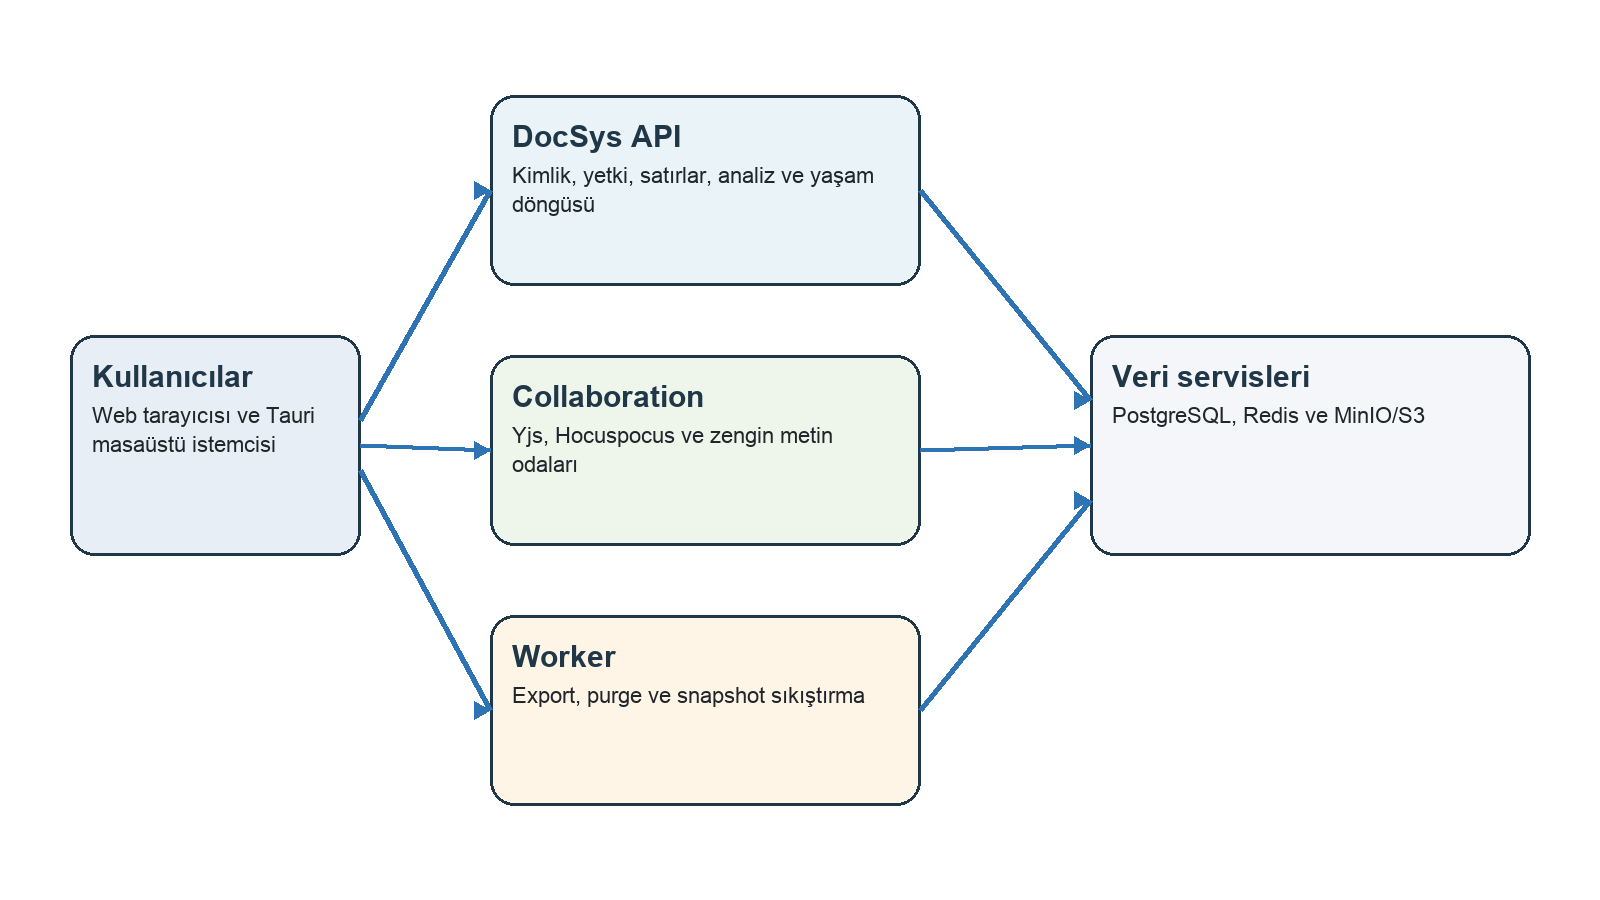 DocSys API
Kimlik, yetki, satırlar, analiz ve yaşam
döngüsü
Kullanıcılar
Web tarayıcısı ve Tauri
masaüstü istemcisi
Collaboration
Yjs, Hocuspocus ve zengin metin
odaları
Veri servisleri
PostgreSQL, Redis ve MinIO/S3
Worker
Export, purge ve snapshot sıkıştırma